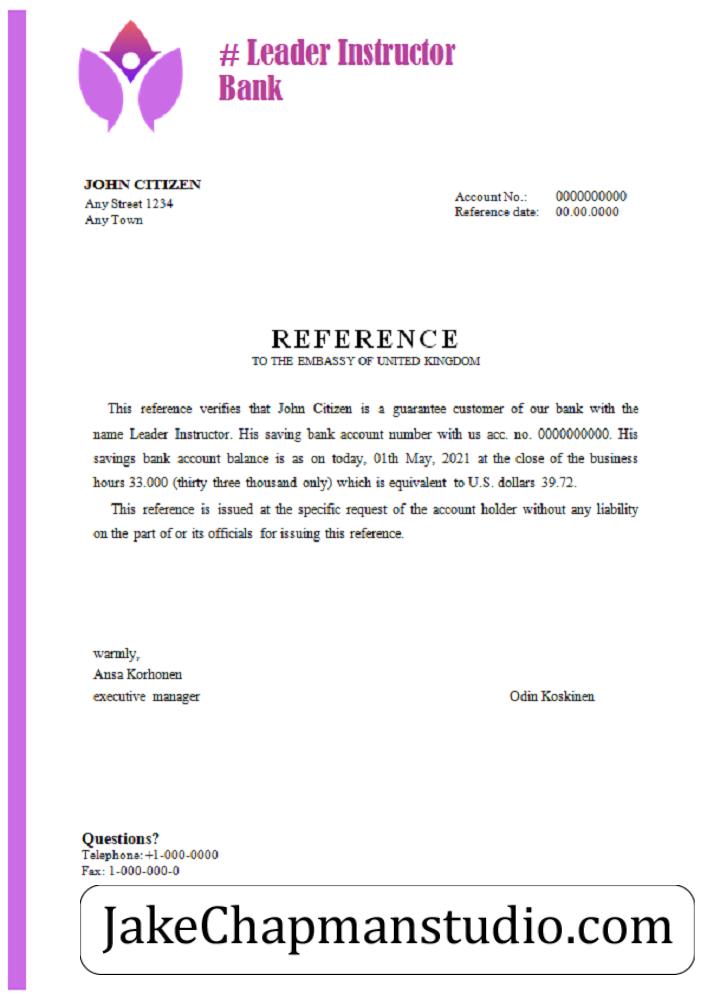 # Leader Instructor
Bank
JOHN CITIZEN
Any Street 1234
Any Town
Account No.: 0000000000
Reference date: 00.00.0000
REFERENCE
TO THE EMBASSY OF UNITED KINGDOM
This reference verifies that John Citizen is a guarantee customer of our bank with the
name Leader Instructor. His saving bank account number with us acc. no. 0000000000. His
savings bank account balance is as on today, 01th May, 2021 at the close of the business
hours 33.000 (thirty three thousand only) which is equivalent to U.S. dollars 39.72.
This reference is issued at the specific request of the account holder without any liability
on the part of or its officials for issuing this reference.
warmly,
Ansa Korhonen
executive manager
Odin Koskinen
Questions?
Telephone: +1-000-0000
Fax: 1-000-000-0
JakeChapmanstudio.com